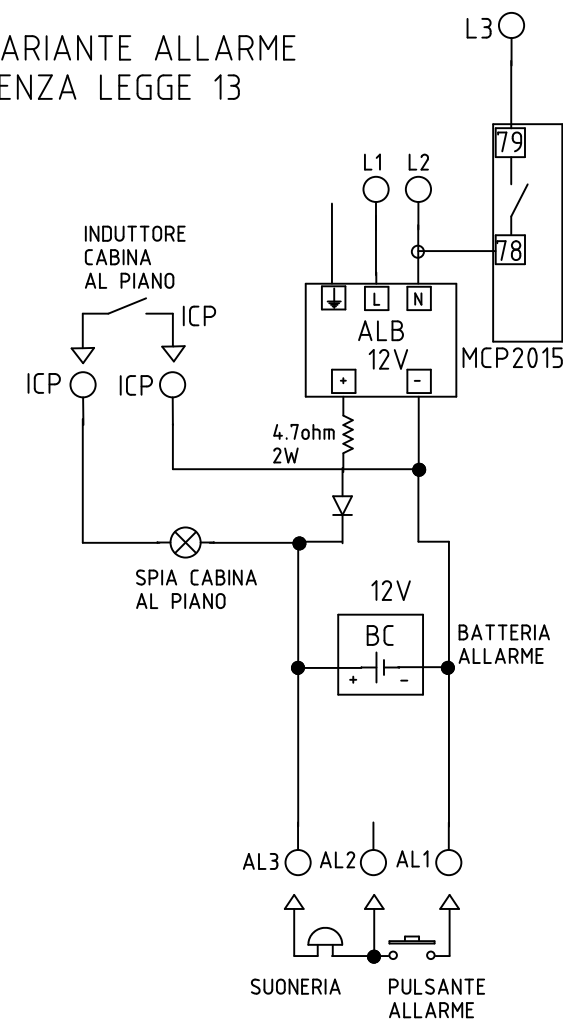 ARIANTE ALLARME
ENZA LEGGE 13
L3
79
78
MCP2015
L1
L2
L
N
ALB
12V
+
-
INDUTTORE
CABINA
AL PIANO
ICP
ICP
ICP
4.7ohm
2W
SPIA CABINA
AL PIANO
12V
BC
+
-
BATTERIA
ALLARME
AL3
AL2
AL1
SUONERIA
PULSANTE
ALLARME